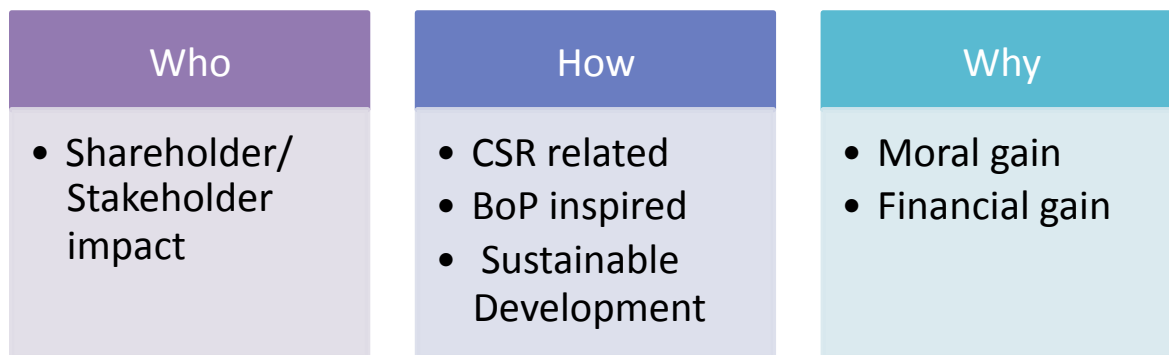 Who
• Shareholder/
Stakeholder
impact
How
• CSR related
• BoP inspired
• Sustainable
Development
Why
• Moral gain
• Financial gain